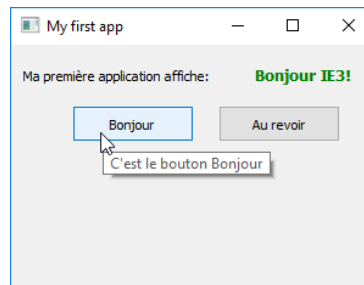 My first app
Ma première application affiche: Bonjour IE3!
Bonjour Au revoir
C'est le bouton Bonjour